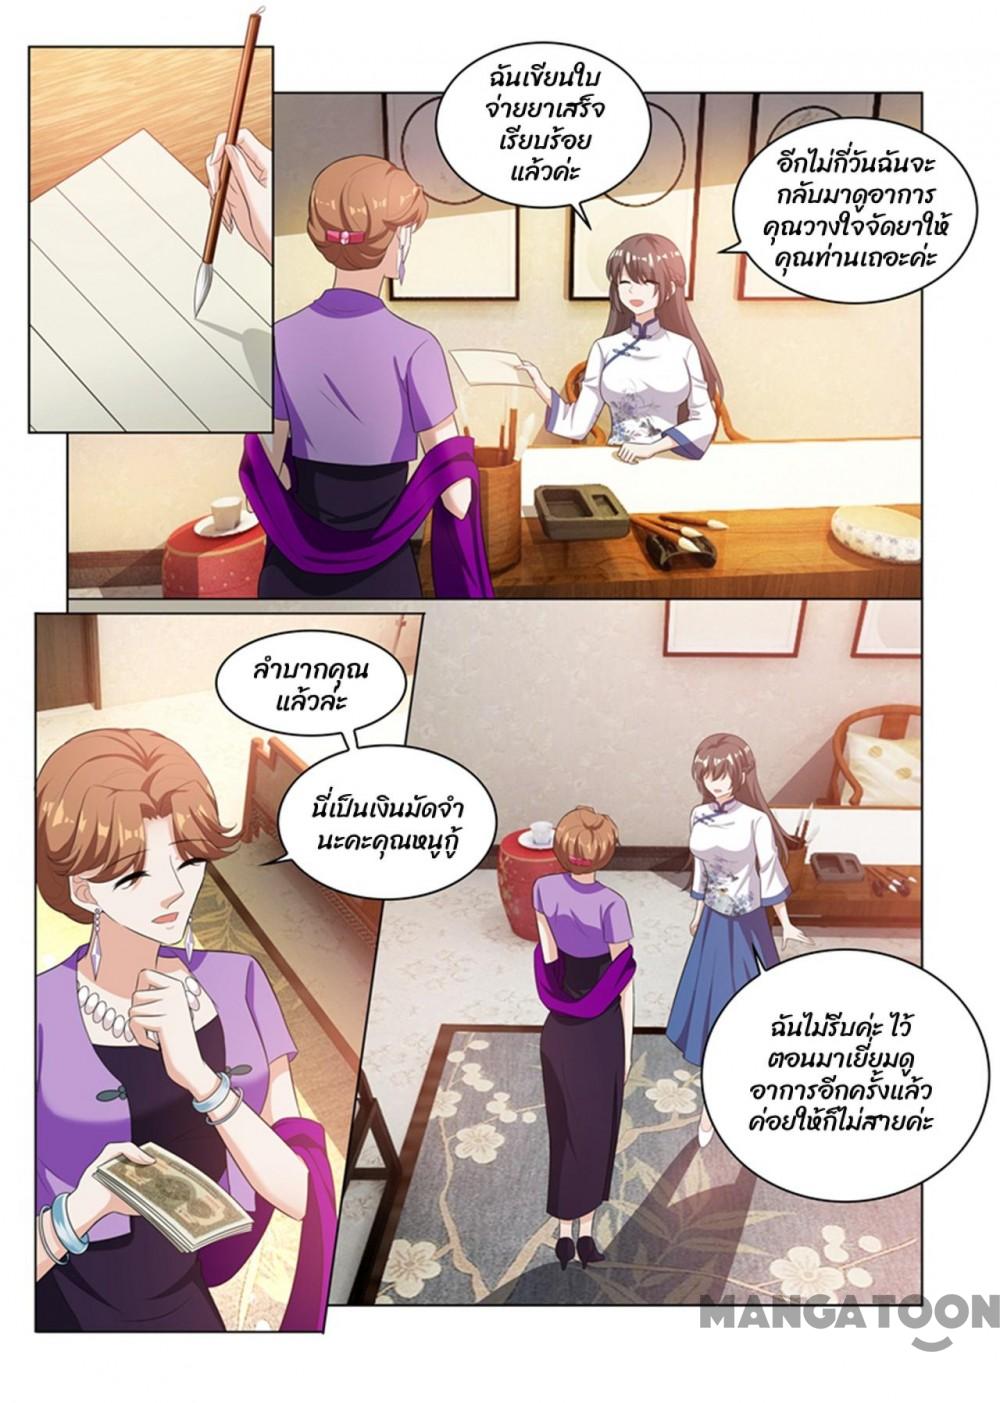 ฉันเขียนใบ
จ่ายยาเสร็จ
เรียบร้อย
แล้วค่ะ
อีกไม่กี่วันฉันจะ
กลับมาดูอาการ
คุณวางใจจัดยาให้
คุณท่านเถอะค่ะ
ลำบากคุณ
แล้วล่ะ
นี่เป็นเงินมัดจำ
นะคะคุณหนูกู้
ฉันไม่รีบค่ะ ไว้
ตอนมาเยี่ยมดู
อาการอีกครั้งแล้ว
ค่อยให้ก็ไม่สายค่ะ
MANGATOON